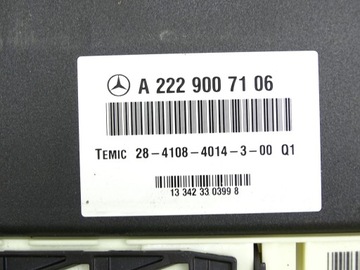 A 222 900 71 06
TEMIC 28-4108-4014-3-00 Q1
13 342 33 0399 8